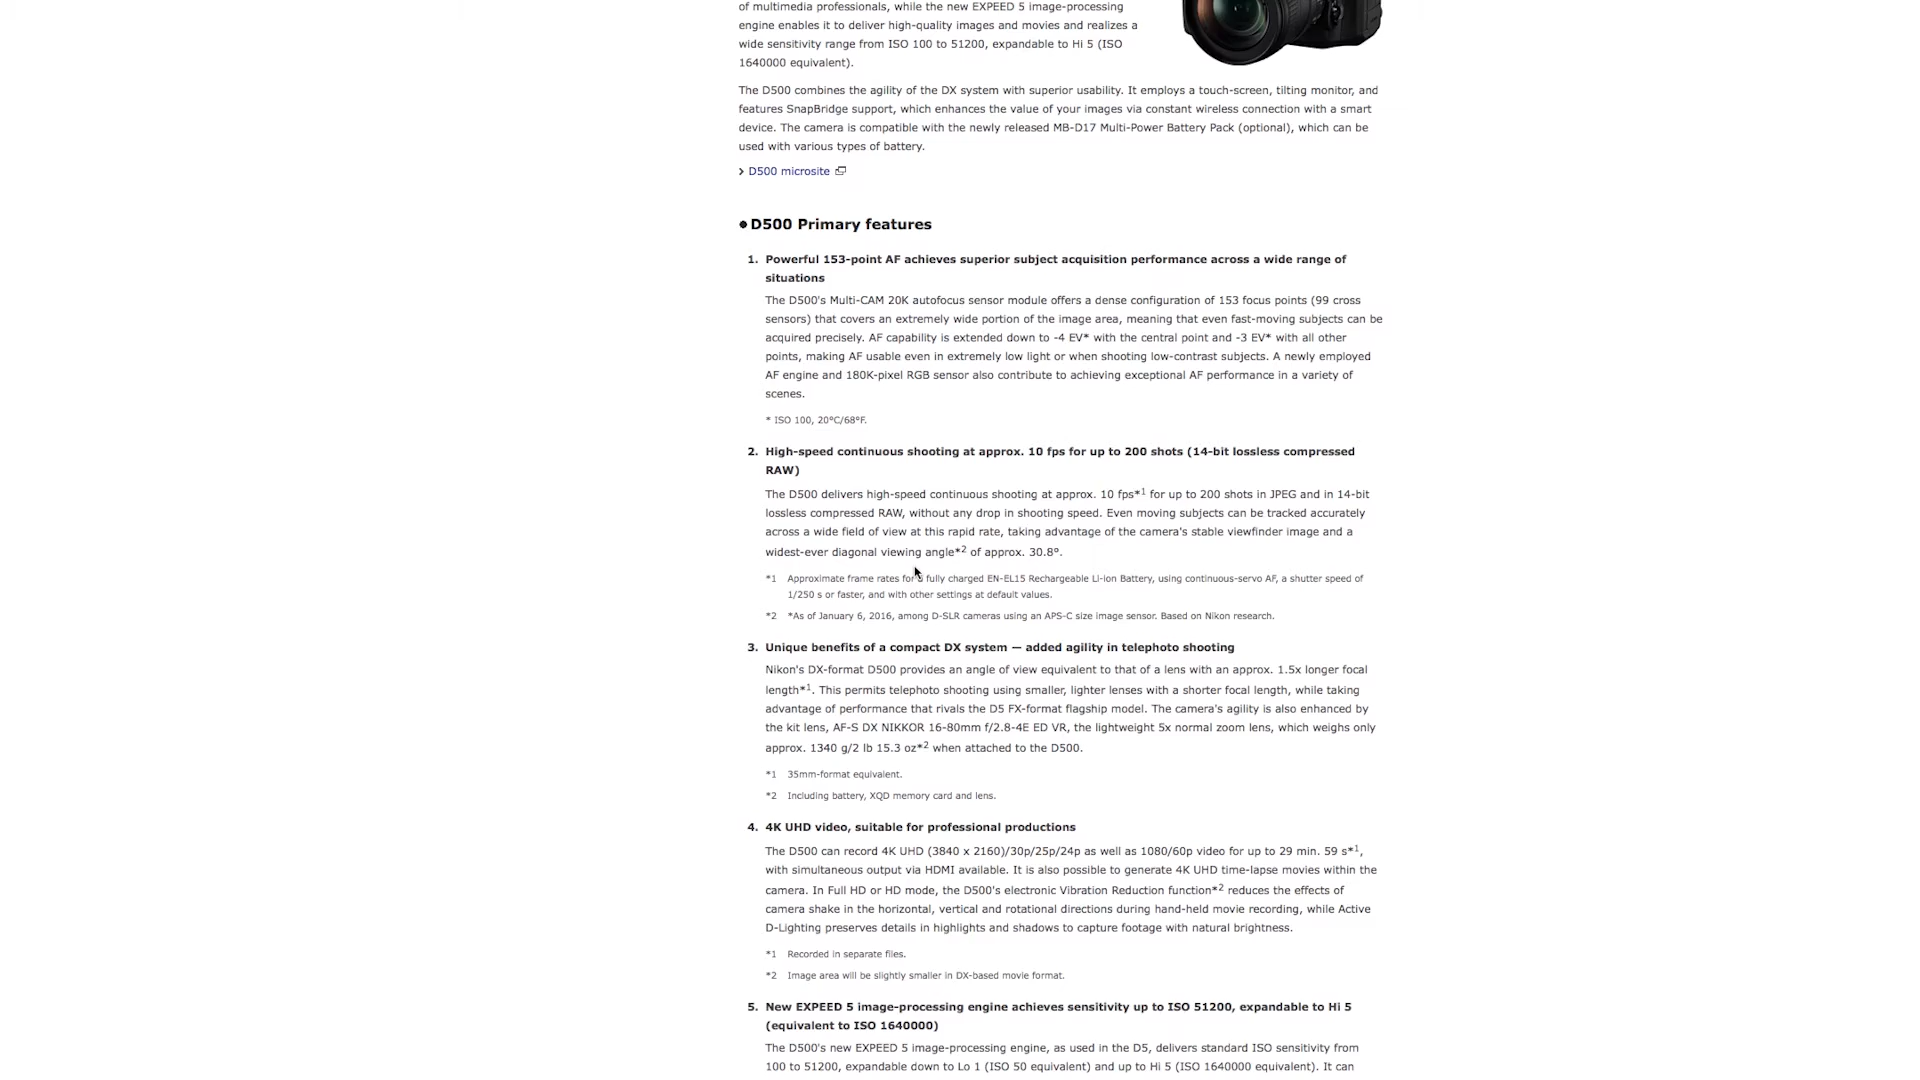 of multimedia professionals, while the new EXPEED 5 image-processing
engine enables it to deliver high-quality images and movies and realizes a
wide sensitivity range from ISO 100 to 51200, expandable to Hi 5 (ISO
1640000 equivalent).
The D500 combines the agility of the DX system with superior usability. It employs a touch-screen, tilting monitor, and
features SnapBridge support, which enhances the value of your images via constant wireless connection with a smart
device. The camera is compatible with the newly released MB-D17 Multi-Power Battery Pack (optional), which can be
used with various types of battery.
> D500 microsite
● D500 Primary features
1. Powerful 153-point AF achieves superior subject acquisition performance across a wide range of
situations
The D500's Multi-CAM 20K autofocus sensor module offers a dense configuration of 153 focus points (99 cross
sensors) that covers an extremely wide portion of the image area, meaning that even fast-moving subjects can be
acquired precisely. AF capability is extended down to -4 EV* with the central point and -3 EV* with all other
points, making AF usable even in extremely low light or when shooting low-contrast subjects. A newly employed
AF engine and 180K-pixel RGB sensor also contribute to achieving exceptional AF performance in a variety of
scenes.
* ISO 100, 20°C/68°F.
2. High-speed continuous shooting at approx. 10 fps for up to 200 shots (14-bit lossless compressed
RAW)
The D500 delivers high-speed continuous shooting at approx. 10 fps*1 for up to 200 shots in JPEG and in 14-bit
lossless compressed RAW, without any drop in shooting speed. Even moving subjects can be tracked accurately
across a wide field of view at this rapid rate, taking advantage of the camera's stable viewfinder image and a
widest-ever diagonal viewing angle*2 of approx. 30.8°.
*1 Approximate frame rates for a fully charged EN-EL15 Rechargeable Li-ion Battery, using continuous-servo AF, a shutter speed of
1/250 s or faster, and with other settings at default values.
*2 *As of January 6, 2016, among D-SLR cameras using an APS-C size image sensor. Based on Nikon research.
3. Unique benefits of a compact DX system — added agility in telephoto shooting
Nikon's DX-format D500 provides an angle of view equivalent to that of a lens with an approx. 1.5x longer focal
length*1. This permits telephoto shooting using smaller, lighter lenses with a shorter focal length, while taking
advantage of performance that rivals the D5 FX-format flagship model. The camera's agility is also enhanced by
the kit lens, AF-S DX NIKKOR 16-80mm f/2.8-4E ED VR, the lightweight 5x normal zoom lens, which weighs only
approx. 1340 g/2 lb 15.3 oz*2 when attached to the D500.
*1 35mm-format equivalent.
*2 Including battery, XQD memory card and lens.
4. 4K UHD video, suitable for professional productions
The D500 can record 4K UHD (3840 x 2160)/30p/25p/24p as well as 1080/60p video for up to 29 min. 59 s*1,
with simultaneous output via HDMI available. It is also possible to generate 4K UHD time-lapse movies within the
camera. In Full HD or HD mode, the D500's electronic Vibration Reduction function*2 reduces the effects of
camera shake in the horizontal, vertical and rotational directions during hand-held movie recording, while Active
D-Lighting preserves details in highlights and shadows to capture footage with natural brightness.
*1 Recorded in separate files.
*2 Image area will be slightly smaller in DX-based movie format.
5. New EXPEED 5 image-processing engine achieves sensitivity up to ISO 51200, expandable to Hi 5
(equivalent to ISO 1640000)
The D500's new EXPEED 5 image-processing engine, as used in the D5, delivers standard ISO sensitivity from
100 to 51200, expandable down to Lo 1 (ISO 50 equivalent) and up to Hi 5 (ISO 1640000 equivalent). It can